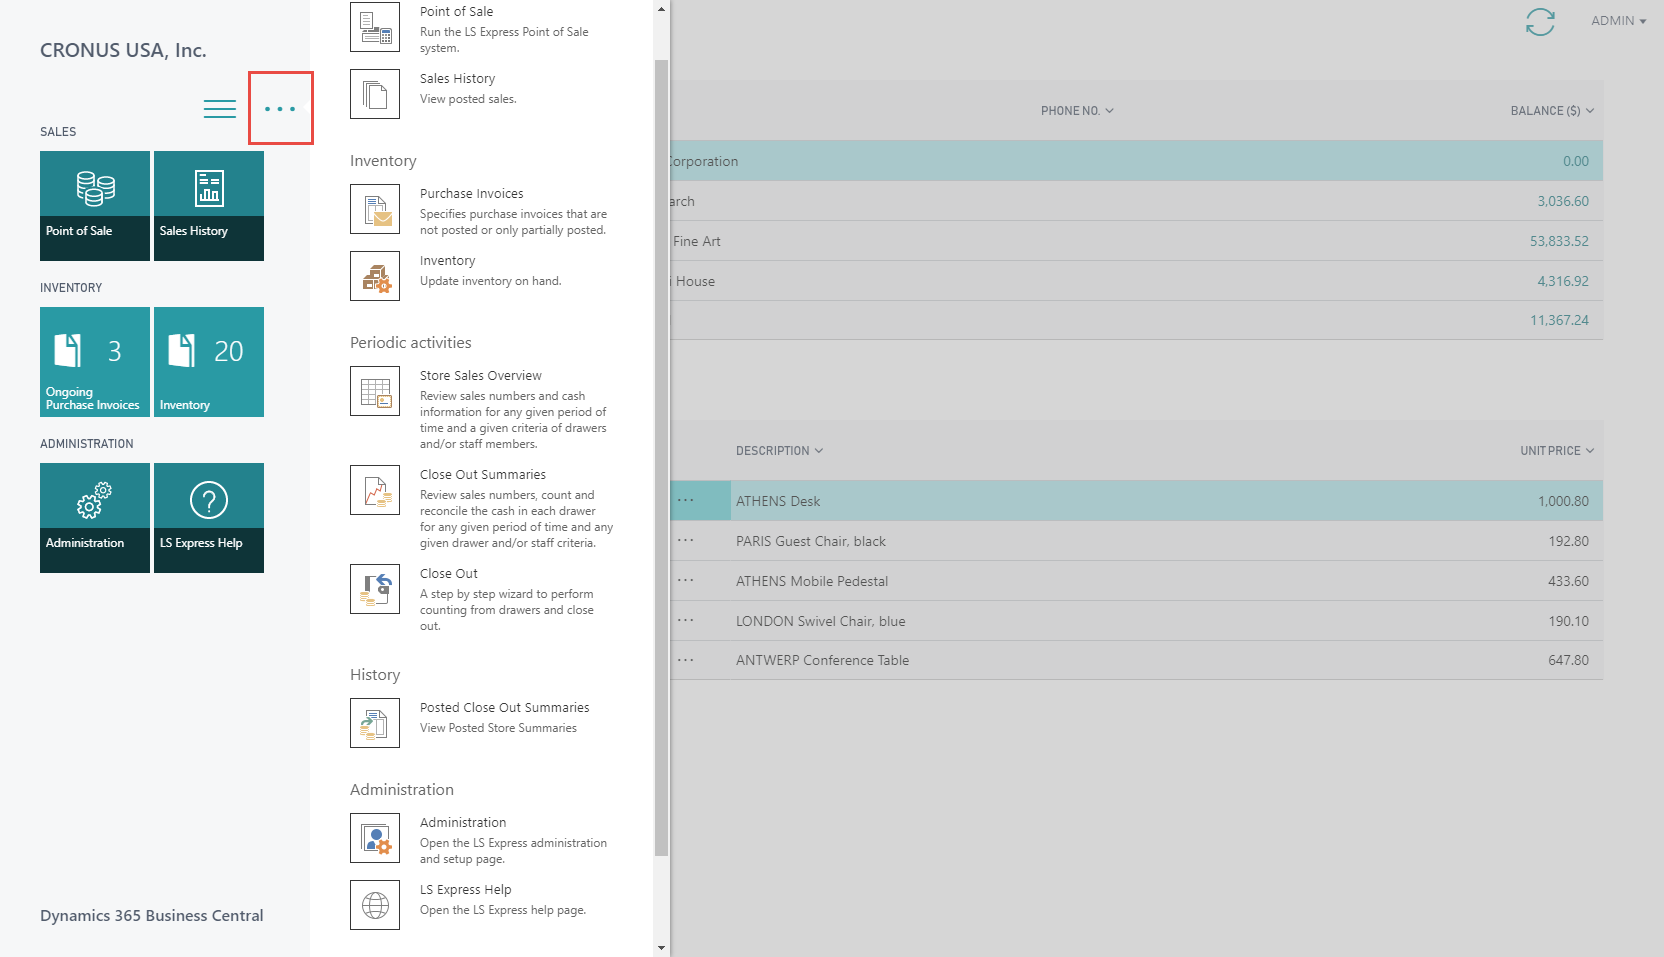 CRONUS USA, Inc.
SALES
Point of Sale
Sales History
INVENTORY
3
Ongoing
Purchase Invoices
20
Inventory
ADMINISTRATION
Administration
?
LS Express Help
Dynamics 365 Business Central
Point of Sale
Run the LS Express Point of Sale
system.
Sales History
View posted sales.
Inventory
Purchase Invoices
Specifies purchase invoices that are
not posted or only partially posted.
Inventory
Update inventory on hand.
Periodic activities
Store Sales Overview
Review sales numbers and cash
information for any given period of
time and a given criteria of drawers
and/or staff members.
Close Out Summaries
Review sales numbers, count and
reconcile the cash in each drawer
for any given period of time and any
given drawer and/or staff criteria.
Close Out
A step by step wizard to perform
counting from drawers and close
out.
History
Posted Close Out Summaries
View Posted Store Summaries
Administration
Administration
Open the LS Express administration
and setup page.
LS Express Help
Open the LS Express help page.
ADMIN
PHONE NO. BALANCE ($)
Corporation 0.00
arch 3,036.60
Fine Art 53,833.52
i House 4,316.92
11,367.24
DESCRIPTION UNIT PRICE
ATHENS Desk 1,000.80
PARIS Guest Chair, black 192.80
ATHENS Mobile Pedestal 433.60
LONDON Swivel Chair, blue 190.10
ANTWERP Conference Table 647.80